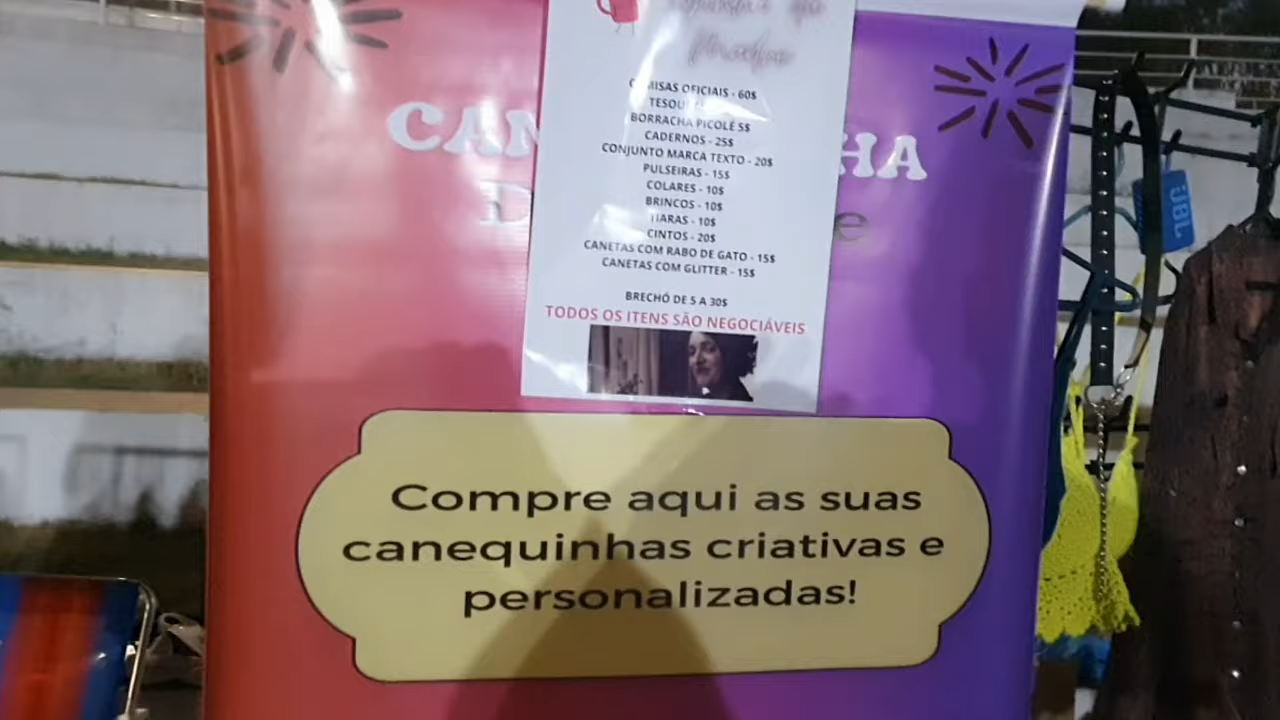 CAMISAS OFICIAIS - 60$
BORRACHA PICOLÉ 5$
CADERNOS - 25$
CONJUNTO MARCA TEXTO - 20$
PULSEIRAS - 15$
COLARES - 10$
BRINCOS - 10$
TIARAS - 10$
CINTOS - 20$
CANETAS COM RABO DE GATO - 15$
CANETAS COM GLITTER - 15$
BRECHÓ DE 5 A 30$
TODOS OS ITENS SÃO NEGOCIÁVEIS
Compre aqui as suas
canequinhas criativas e
personalizadas!
JBL